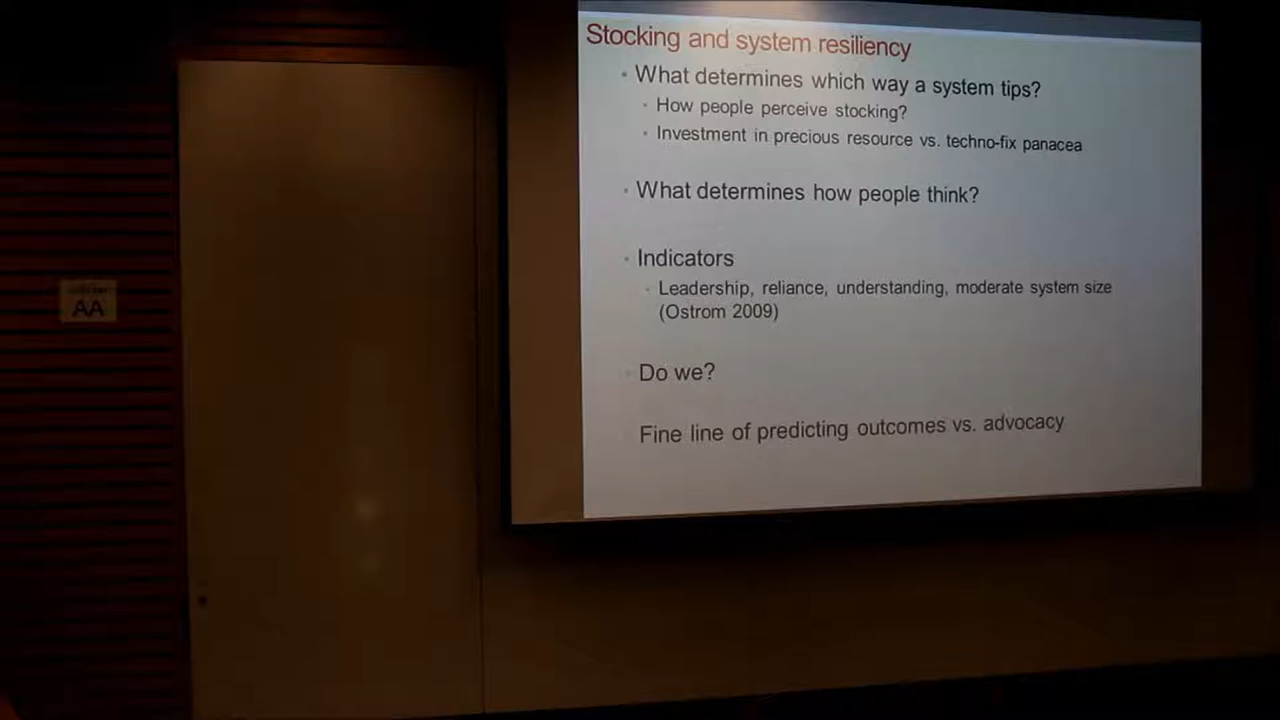 Stocking and system resiliency
What determines which way a system tips?
How people perceive stocking?
Investment in precious resource vs. techno-fix panacea
What determines how people think?
Indicators
Leadership, reliance, understanding, moderate system size
(Ostrom 2009)
Do we?
Fine line of predicting outcomes vs. advocacy
AA